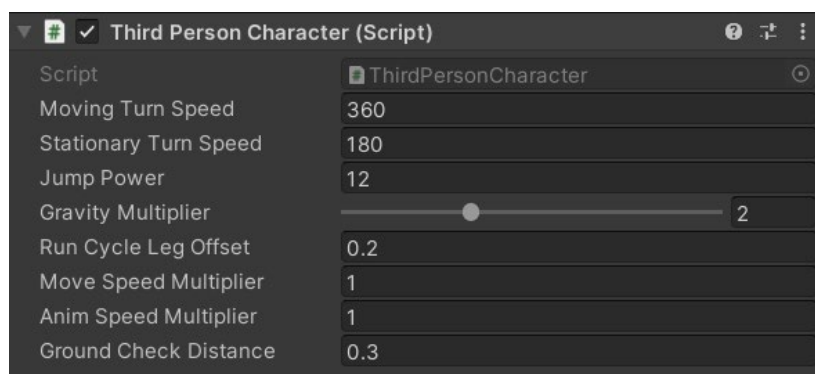 # Third Person Character (Script)
Script # ThirdPersonCharacter
Moving Turn Speed 360
Stationary Turn Speed 180
Jump Power 12
Gravity Multiplier 2
Run Cycle Leg Offset 0.2
Move Speed Multiplier 1
Anim Speed Multiplier 1
Ground Check Distance 0.3